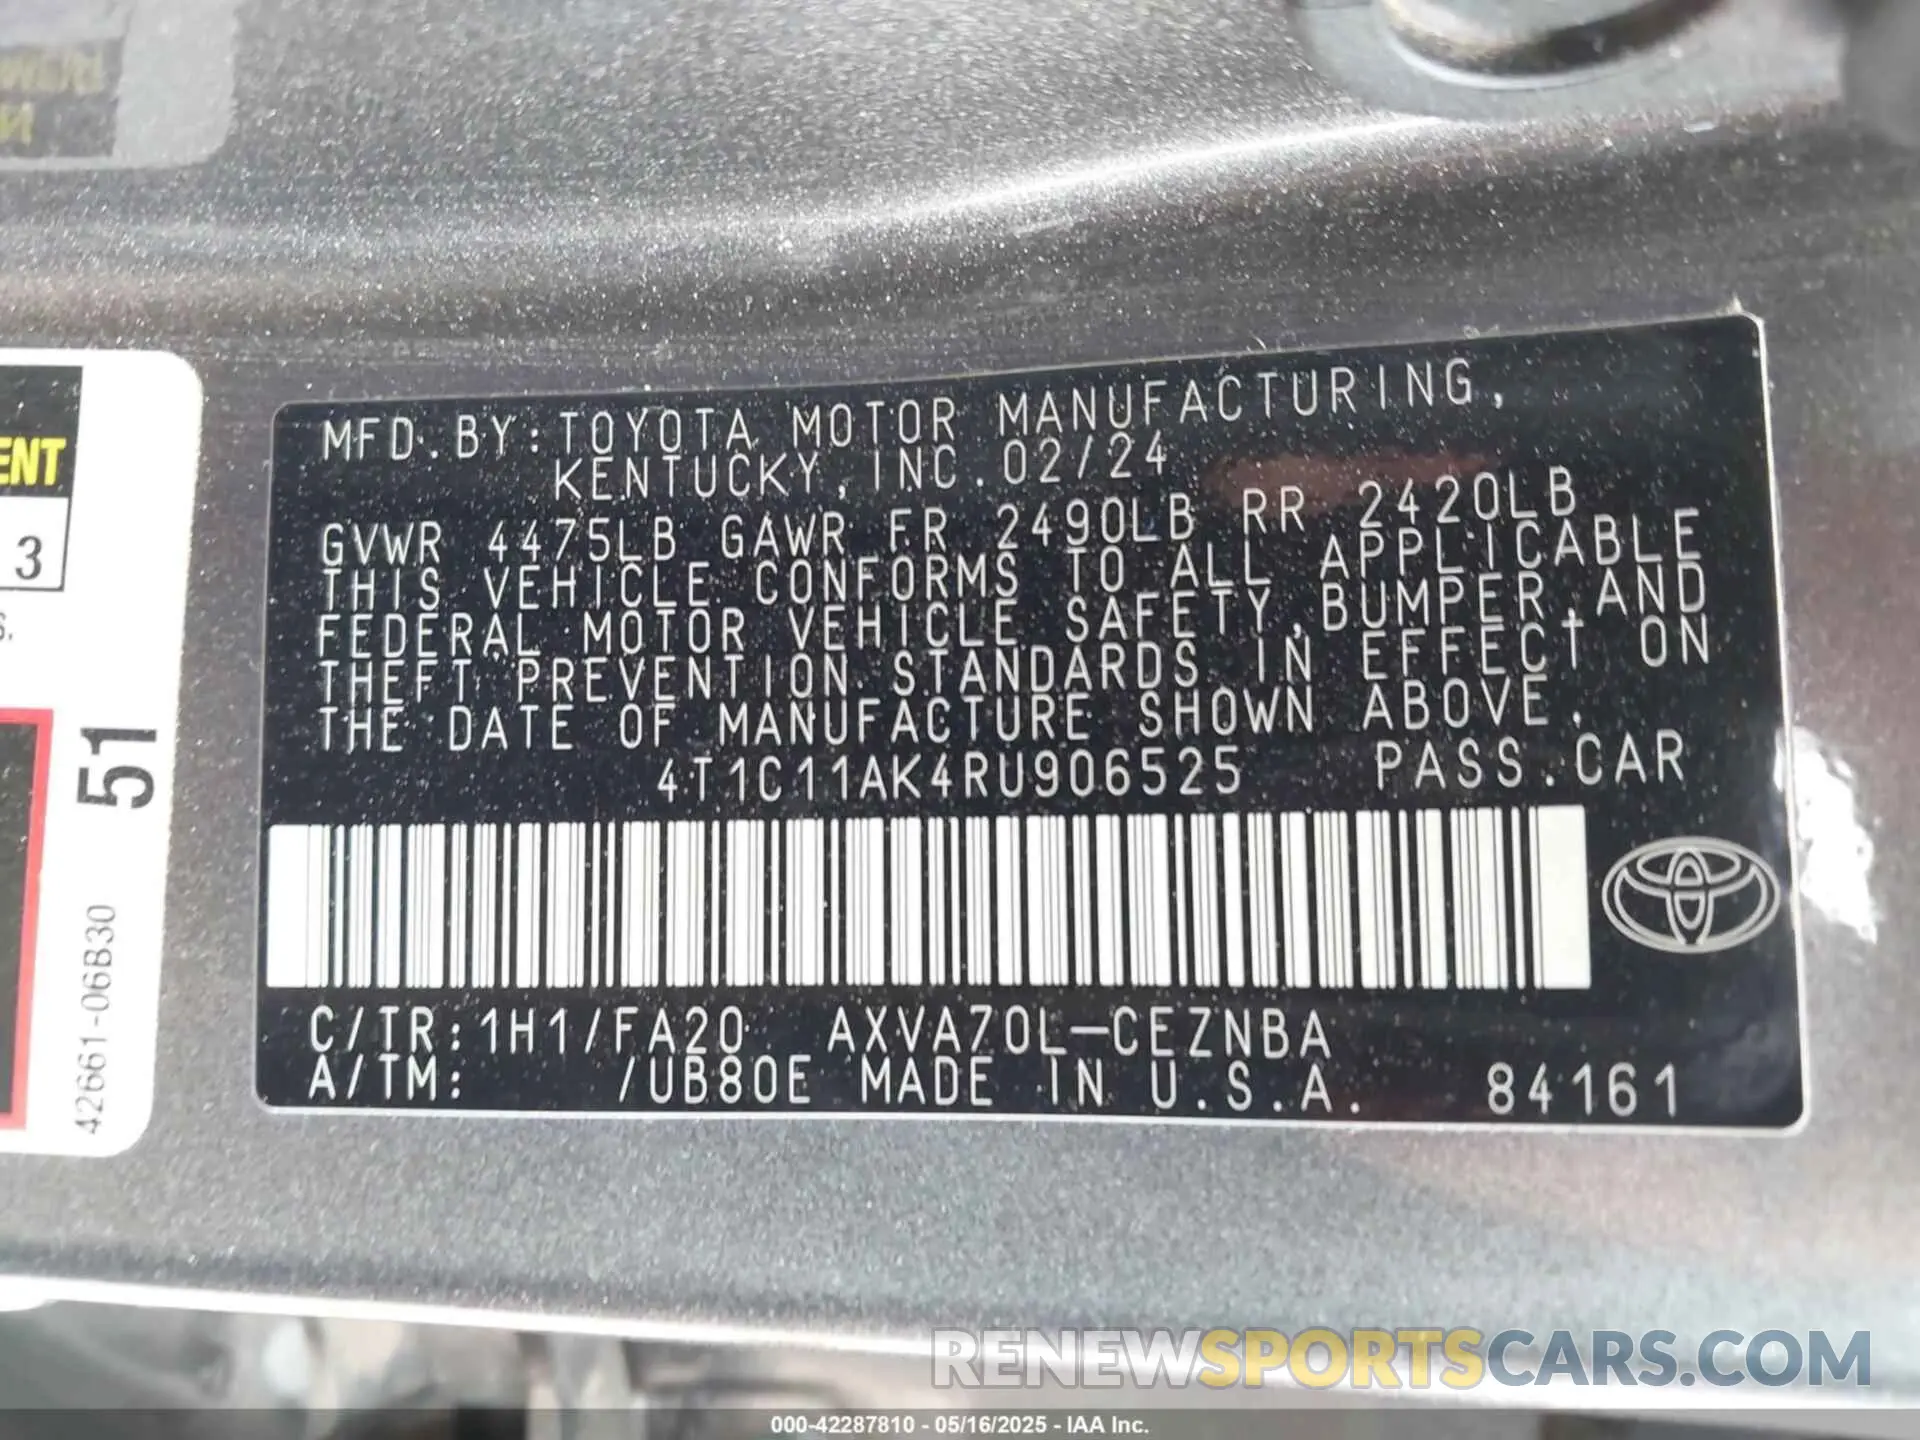 ENT
3
51
42661-06B30
MFD. BY: TOYOTA MOTOR MANUFACTURING,
KENTUCKY, INC. 02/24
GVWR 4475LB GAWR FR 2490LB RR 2420LB
THIS VEHICLE CONFORMS TO ALL APPLICABLE
FEDERAL MOTOR VEHICLE SAFETY, BUMPER, AND
THEFT PREVENTION STANDARDS IN EFFECT ON
THE DATE OF MANUFACTURE SHOWN ABOVE.
4T1C11AK4RU906525 PASS. CAR
C/TR: 1H1/FA20 AXVA70L-CEZNBA
A/TM: /UB80E MADE IN U.S.A. 84161
RENEWSPORTSCARS.COM
000-42287810 - 05/16/2025 - IAA Inc.